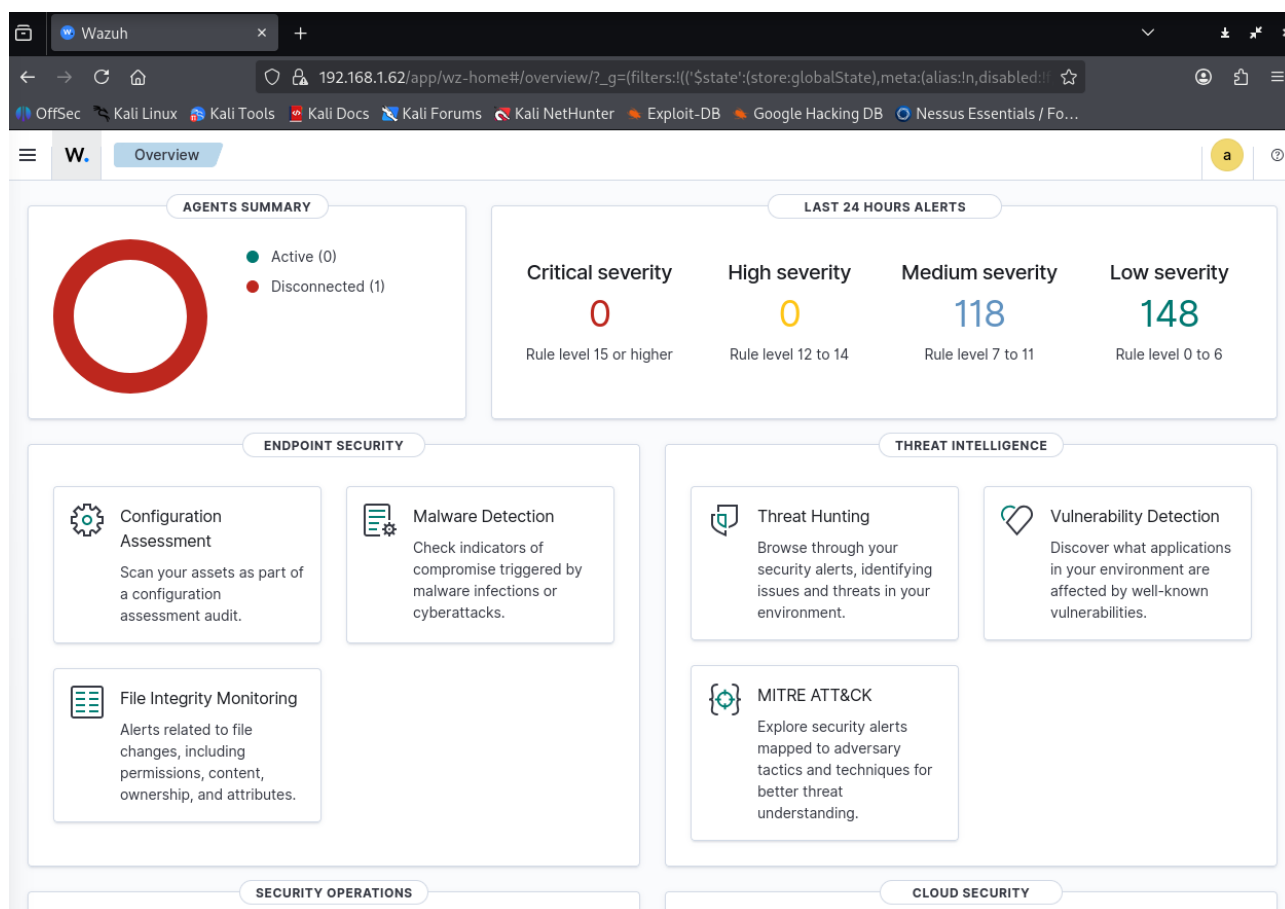 Wazuh
192.168.1.62/app/wz-home#/overview/?_g=(filters:!(('$state':(store:globalState),meta:(alias:!n,disabled:!f
OffSec Kali Linux Kali Tools Kali Docs Kali Forums Kali NetHunter Exploit-DB Google Hacking DB Nessus Essentials / Fo...
W. Overview a
AGENTS SUMMARY
Active (0)
Disconnected (1)
LAST 24 HOURS ALERTS
Critical severity
0
Rule level 15 or higher
High severity
0
Rule level 12 to 14
Medium severity
118
Rule level 7 to 11
Low severity
148
Rule level 0 to 6
ENDPOINT SECURITY
Configuration
Assessment
Scan your assets as part of
a configuration
assessment audit.
Malware Detection
Check indicators of
compromise triggered by
malware infections or
cyberattacks.
File Integrity Monitoring
Alerts related to file
changes, including
permissions, content,
ownership, and attributes.
THREAT INTELLIGENCE
Threat Hunting
Browse through your
security alerts, identifying
issues and threats in your
environment.
Vulnerability Detection
Discover what applications
in your environment are
affected by well-known
vulnerabilities.
MITRE ATT&CK
Explore security alerts
mapped to adversary
tactics and techniques for
better threat
understanding.
SECURITY OPERATIONS
CLOUD SECURITY